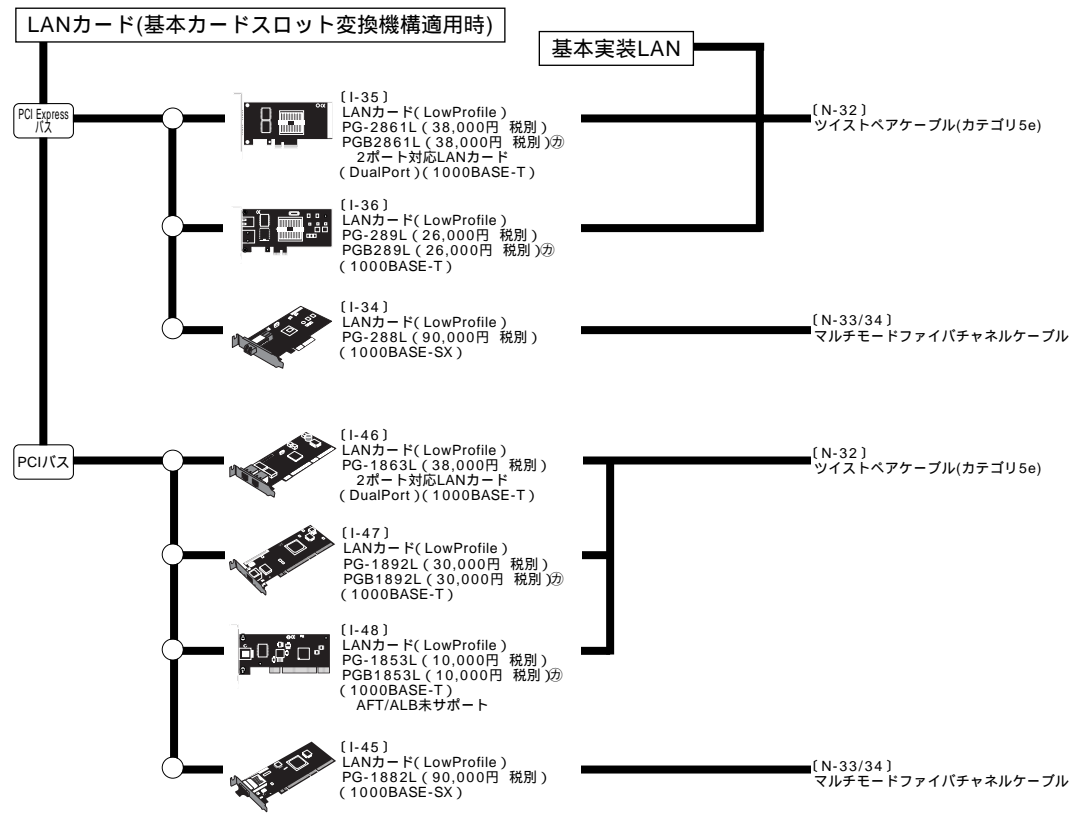 LANカード(基本カードスロット変換機構適用時)
基本実装LAN
PCI Express
バス
〔I-35〕
LANカード(LowProfile)
PG-2861L(38,000円 税別)
PGB2861L(38,000円 税別)㋕
2ポート対応LANカード
(DualPort)(1000BASE-T)
〔N-32〕
ツイストペアケーブル(カテゴリ5e)
〔I-36〕
LANカード(LowProfile)
PG-289L(26,000円 税別)
PGB289L(26,000円 税別)㋕
(1000BASE-T)
〔I-34〕
LANカード(LowProfile)
PG-288L(90,000円 税別)
(1000BASE-SX)
〔N-33/34〕
マルチモードファイバチャネルケーブル
PCIバス
〔I-46〕
LANカード(LowProfile)
PG-1863L(38,000円 税別)
2ポート対応LANカード
(DualPort)(1000BASE-T)
〔N-32〕
ツイストペアケーブル(カテゴリ5e)
〔I-47〕
LANカード(LowProfile)
PG-1892L(30,000円 税別)
PGB1892L(30,000円 税別)㋕
(1000BASE-T)
〔I-48〕
LANカード(LowProfile)
PG-1853L(10,000円 税別)
PGB1853L(10,000円 税別)㋕
(1000BASE-T)
AFT/ALB未サポート
〔I-45〕
LANカード(LowProfile)
PG-1882L(90,000円 税別)
(1000BASE-SX)
〔N-33/34〕
マルチモードファイバチャネルケーブル